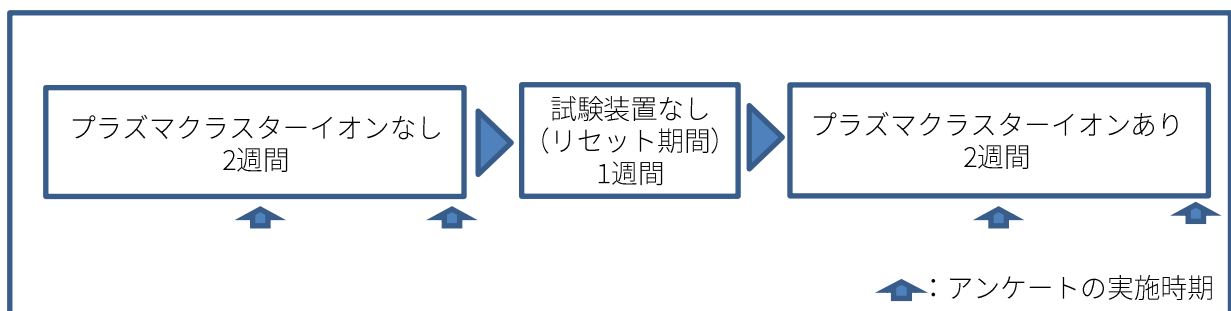 プラズマクラスターイオンなし
2週間
試験装置なし
（リセット期間）
1週間
プラズマクラスターイオンあり
2週間
：アンケートの実施時期